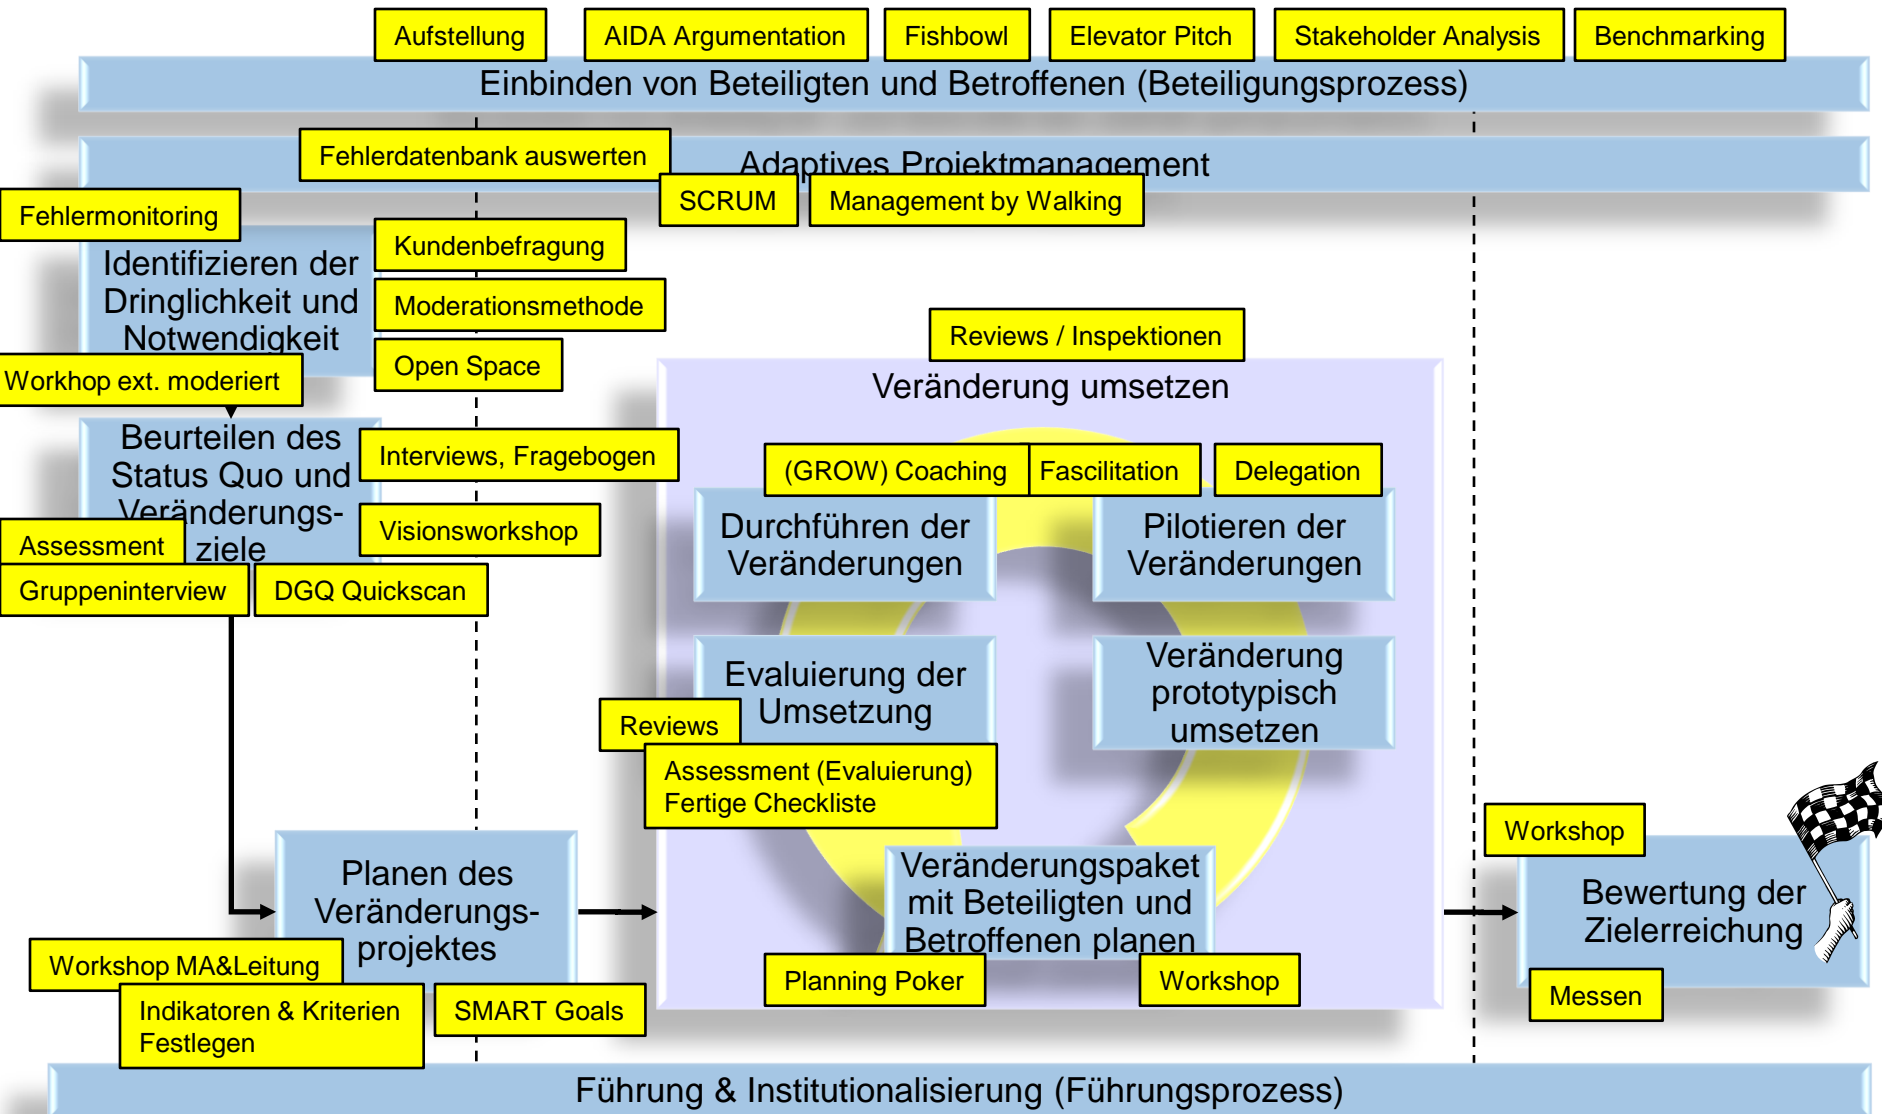 Aufstellung
AIDA Argumentation
Fishbowl
Elevator Pitch
Stakeholder Analysis
Benchmarking
Einbinden von Beteiligten und Betroffenen (Beteiligungsprozess)
Fehlerdatenbank auswerten
Adaptives Projektmanagement
SCRUM
Management by Walking
Fehlermonitoring
Identifizieren der
Dringlichkeit und
Notwendigkeit
Kundenbefragung
Moderationsmethode
Open Space
Workhop ext. moderiert
Beurteilen des
Status Quo und
Veränderungs-
ziele
Interviews, Fragebogen
Visionsworkshop
Assessment
Gruppeninterview
DGQ Quickscan
Reviews / Inspektionen
Veränderung umsetzen
(GROW) Coaching
Fascilitation
Delegation
Durchführen der
Veränderungen
Pilotieren der
Veränderungen
Evaluierung der
Umsetzung
Veränderung
prototypisch
umsetzen
Reviews
Assessment (Evaluierung)
Fertige Checkliste
Planen des
Veränderungs-
projektes
Veränderungspaket
mit Beteiligten und
Betroffenen planen
Workshop
Bewertung der
Zielerreichung
Workshop MA&Leitung
Indikatoren & Kriterien
Festlegen
SMART Goals
Planning Poker
Workshop
Messen
Führung & Institutionalisierung (Führungsprozess)